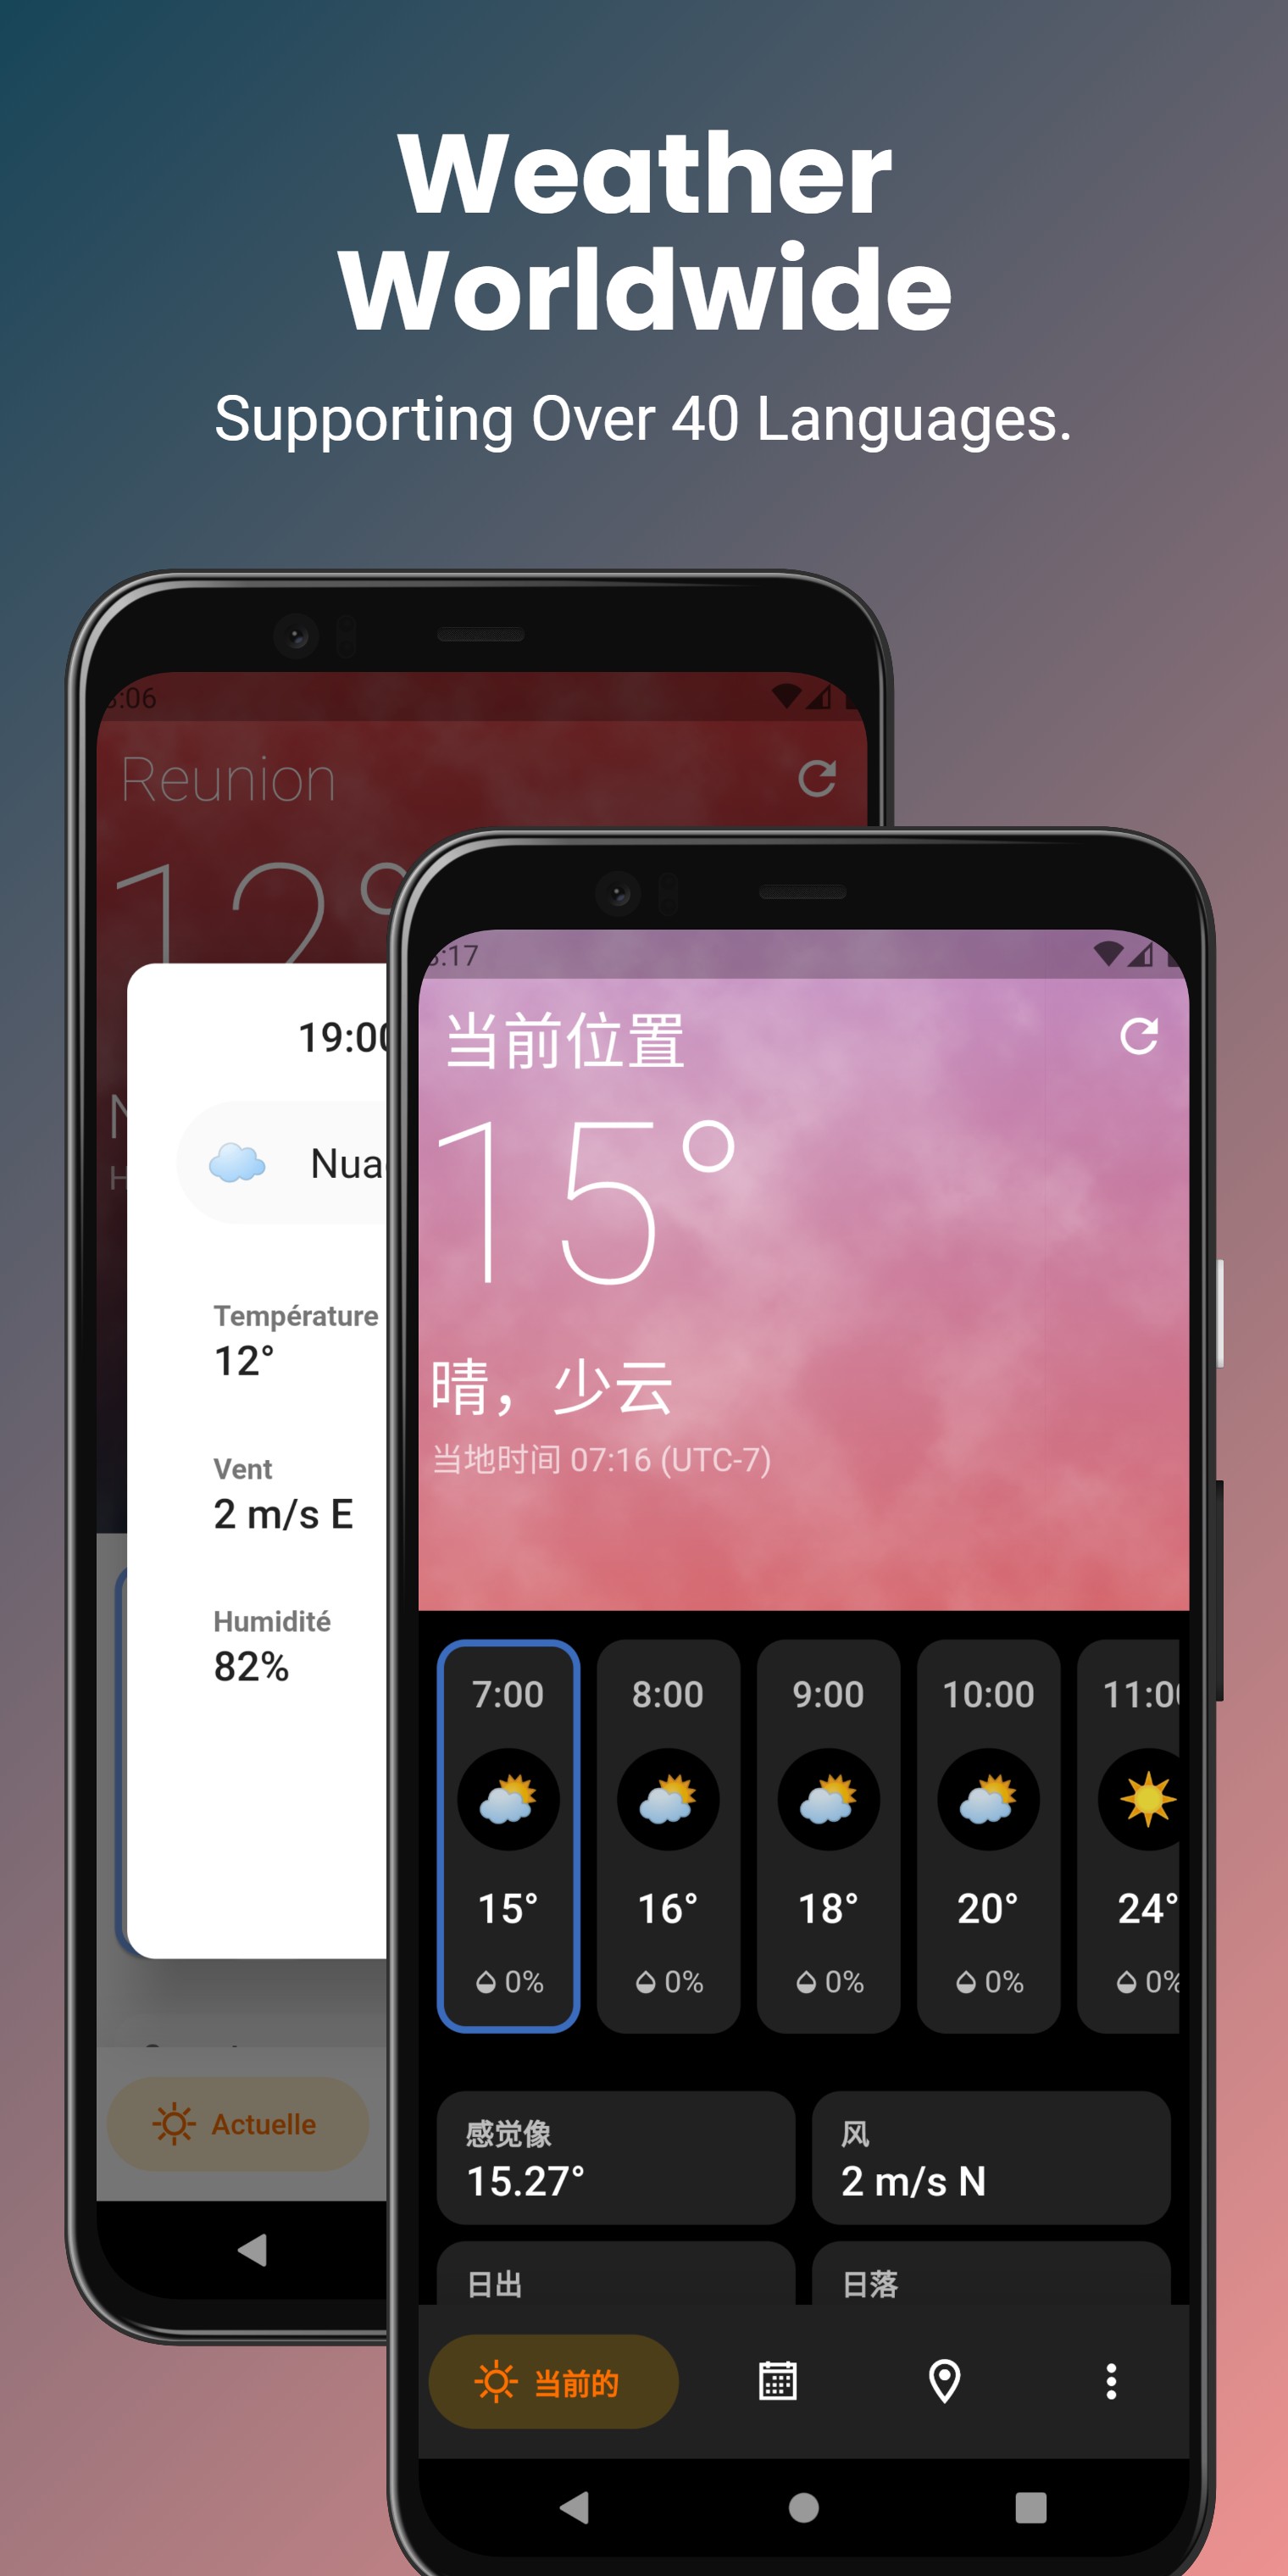 Weather
Worldwide
Supporting Over 40 Languages.
:06
Reunion
12°
19:00
Température
12°
Vent
2 m/s E
Humidité
82%
Actuelle
:17
当前位置
15°
晴，少云
当地时间 07:16 (UTC-7)
7:00 8:00 9:00 10:00 11:00
15° 16° 18° 20° 24°
0% 0% 0% 0% 0%
感觉像 风
15.27° 2 m/s N
日出 日落
当前的